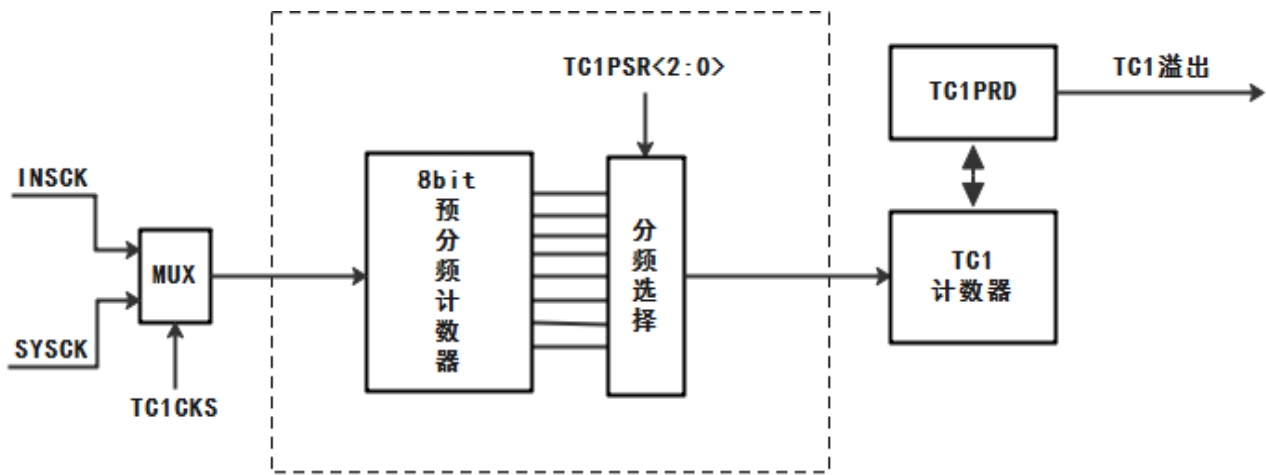 TC1PSR<2:0>
TC1PRD
TC1溢出
INSCK
MUX
SYSCK
TC1CKS
8bit
预
分
频
计
数
器
分
频
选
择
TC1
计数器